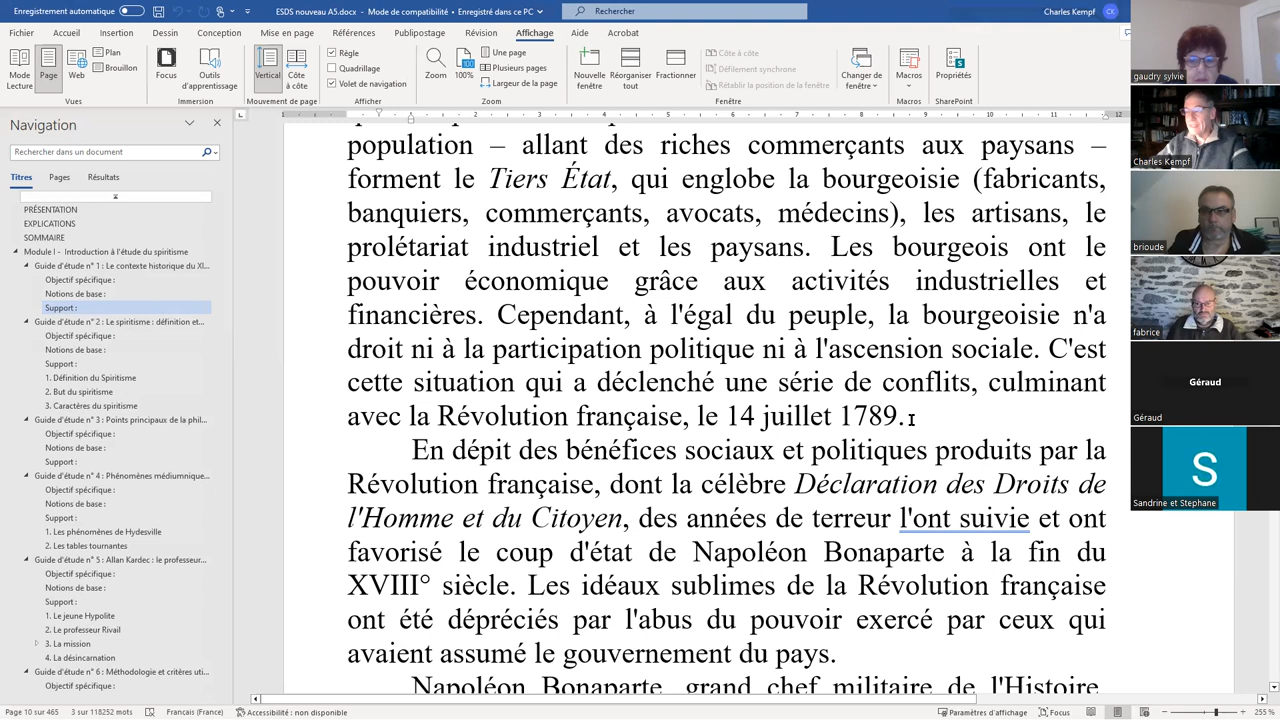 Enregistrement automatique
ESDS nouveau A5.docx - Mode de compatibilité • Enregistré dans ce PC
Rechercher
Charles Kempf
CK
Fichier Accueil Insertion Dessin Conception Mise en page Références Publipostage Révision Affichage Aide Acrobat
Mode Lecture
Page
Web
Plan
Brouillon
Vues
Focus
Outils d'apprentissage
Immersion
Vertical
Côte à côte
Mouvement de page
Règle
Quadrillage
Volet de navigation
Afficher
Zoom
100%
Une page
Plusieurs pages
Largeur de la page
Zoom
Nouvelle fenêtre
Réorganiser tout
Fractionner
Côte à côte
Défilement synchrone
Rétablir la position de la fenêtre
Changer de fenêtre
Fenêtre
Macros
Macros
Propriétés
SharePoint
Navigation
Rechercher dans un document
Titres Pages Résultats
PRÉSENTATION
EXPLICATIONS
SOMMAIRE
Module I - Introduction à l'étude du spiritisme
Guide d'étude n° 1 : Le contexte historique du XI...
Objectif spécifique :
Notions de base :
Support :
Guide d'étude n° 2 : Le spiritisme : définition et...
Objectif spécifique :
Notions de base :
Support :
1. Définition du Spiritisme
2. But du spiritisme
3. Caractères du spiritisme
Guide d'étude n° 3 : Points principaux de la phil...
Objectif spécifique :
Notions de base :
Support :
Guide d'étude n° 4 : Phénomènes médiumnique...
Objectif spécifique :
Notions de base :
Support :
1. Les phénomènes de Hydesville
2. Les tables tournantes
Guide d'étude n° 5 : Allan Kardec : le professeur...
Objectif spécifique :
Notions de base :
Support :
1. Le jeune Hypolite
2. Le professeur Rivail
3. La mission
4. La désincarnation
Guide d'étude n° 6 : Méthodologie et critères uti...
Objectif spécifique :
population – allant des riches commerçants aux paysans –
forment le Tiers État, qui englobe la bourgeoisie (fabricants,
banquiers, commerçants, avocats, médecins), les artisans, le
prolétariat industriel et les paysans. Les bourgeois ont le
pouvoir économique grâce aux activités industrielles et
financières. Cependant, à l'égal du peuple, la bourgeoisie n'a
droit ni à la participation politique ni à l'ascension sociale. C'est
cette situation qui a déclenché une série de conflits, culminant
avec la Révolution française, le 14 juillet 1789.
En dépit des bénéfices sociaux et politiques produits par la
Révolution française, dont la célèbre Déclaration des Droits de
l'Homme et du Citoyen, des années de terreur l'ont suivie et ont
favorisé le coup d'état de Napoléon Bonaparte à la fin du
XVIII° siècle. Les idéaux sublimes de la Révolution française
ont été dépréciés par l'abus du pouvoir exercé par ceux qui
avaient assumé le gouvernement du pays.
Napoléon Bonaparte, grand chef militaire de l'Histoire,
gaudry sylvie
Charles Kempf
brioude
fabrice
Géraud
Géraud
S
Sandrine et Stephane
Page 10 sur 465 3 sur 118252 mots Français (France) Accessibilité : non disponible
Paramètres d'affichage Focus 255 %